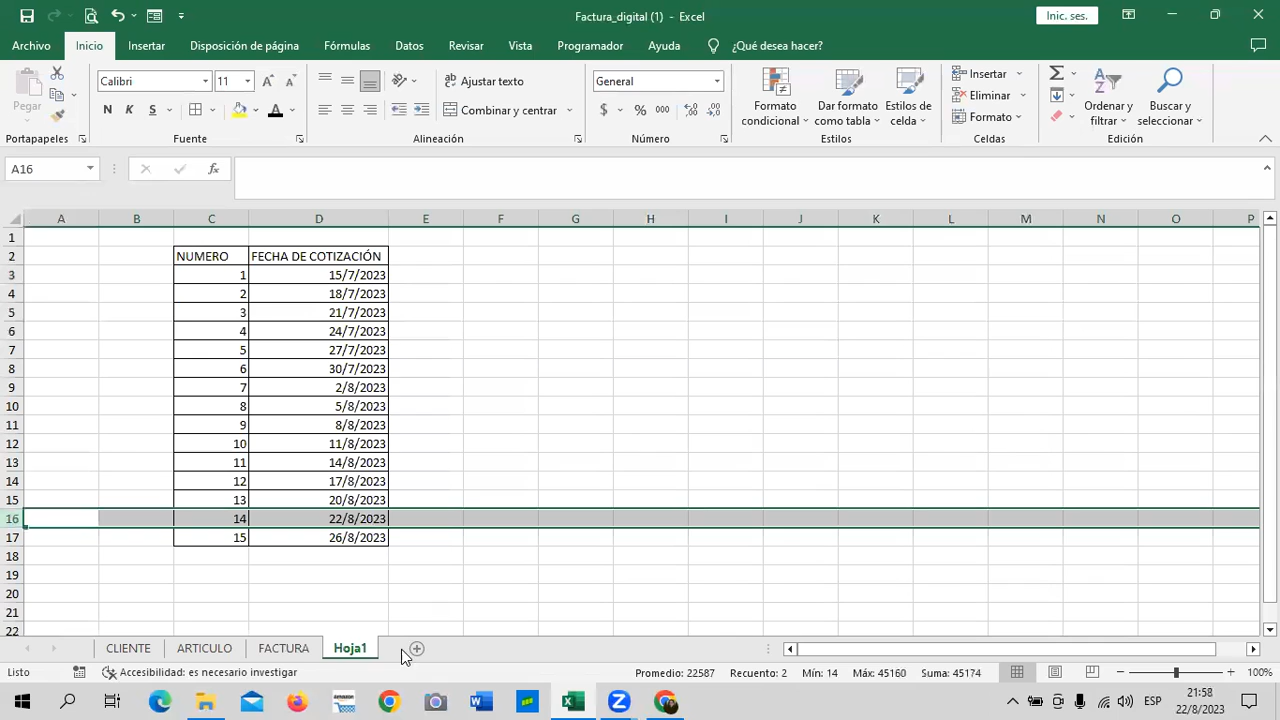 Factura_digital (1) - Excel
Inic. ses.
Archivo Inicio Insertar Disposición de página Fórmulas Datos Revisar Vista Programador Ayuda ¿Qué desea hacer?
Pegar
Portapapeles
Calibri 11
N K S
Fuente
Ajustar texto
Combinar y centrar
Alineación
General
$ % 000
Número
Formato condicional
Dar formato como tabla
Estilos de celda
Estilos
Insertar
Eliminar
Formato
Celdas
Ordenar y filtrar
Buscar y seleccionar
Edición
A16 fx
A B C D E F G H I J K L M N O P
1
2 NUMERO FECHA DE COTIZACIÓN
3 1 15/7/2023
4 2 18/7/2023
5 3 21/7/2023
6 4 24/7/2023
7 5 27/7/2023
8 6 30/7/2023
9 7 2/8/2023
10 8 5/8/2023
11 9 8/8/2023
12 10 11/8/2023
13 11 14/8/2023
14 12 17/8/2023
15 13 20/8/2023
16 14 22/8/2023
17 15 26/8/2023
18
19
20
21
22
CLIENTE ARTICULO FACTURA Hoja1
Listo Accesibilidad: es necesario investigar Promedio: 22587 Recuento: 2 Mín: 14 Máx: 45160 Suma: 45174 100%
ESP 21:58
22/8/2023